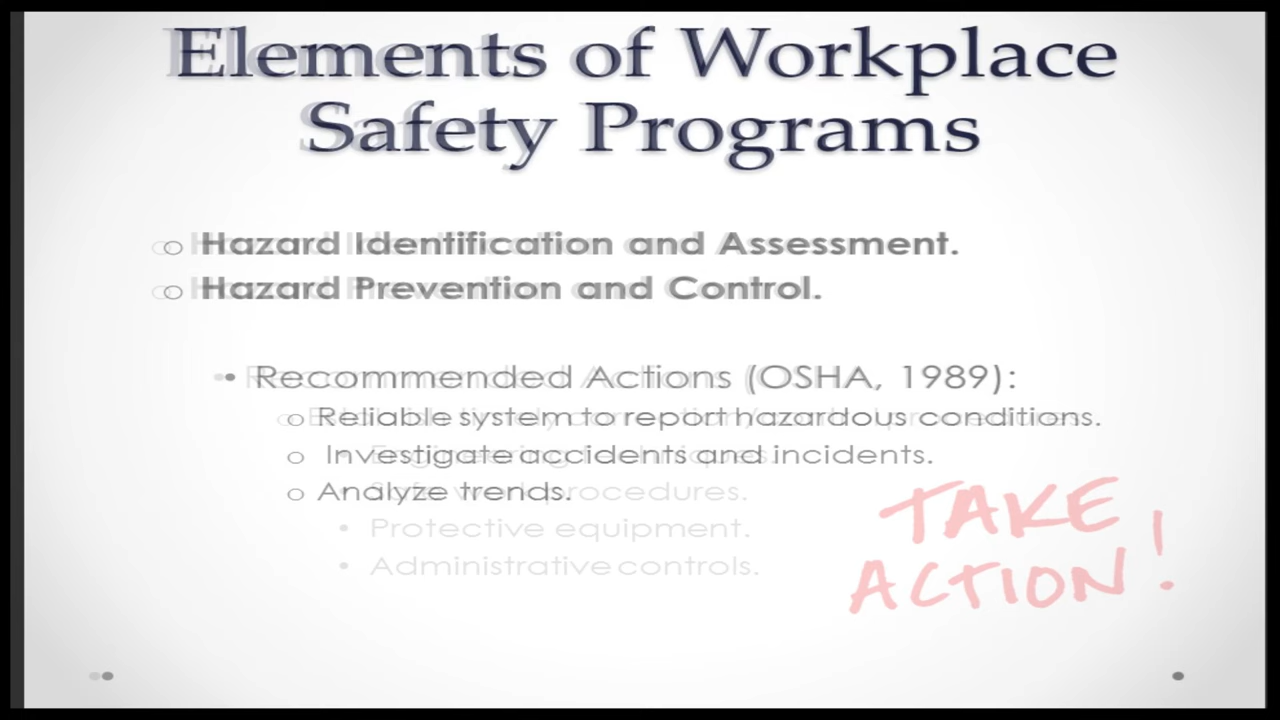 Elements of Workplace
Safety Programs
Hazard Identification and Assessment.
Hazard Prevention and Control.
Recommended Actions (OSHA, 1989):
Reliable system to report hazardous conditions.
Investigate accidents and incidents.
Analyze trends.
procedures.
Protective equipment.
Administrative controls.
TAKE
ACTION!